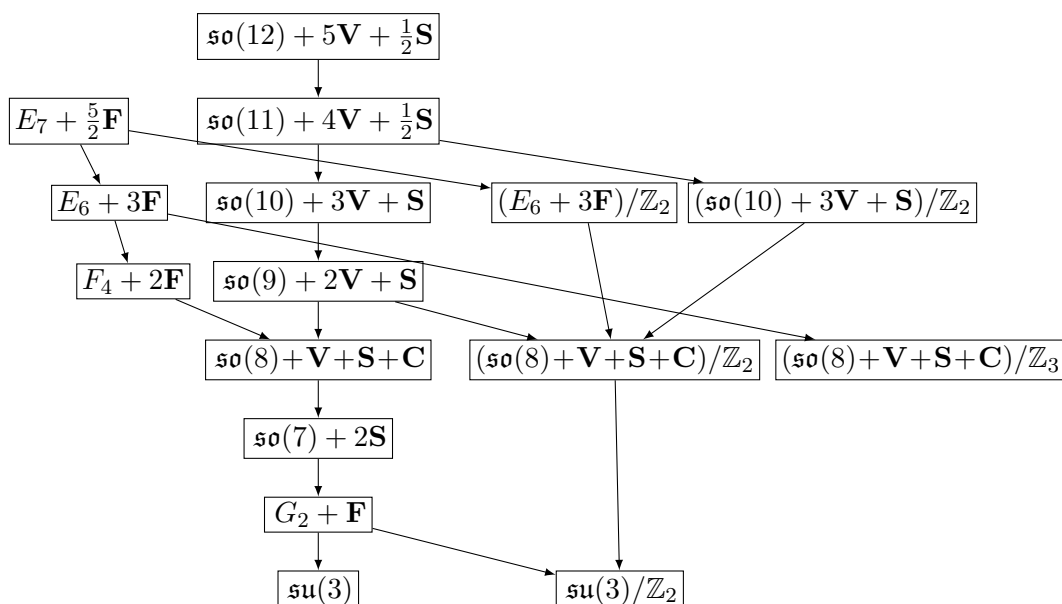 𝔰𝔬(12) + 5𝐕 + ½𝐒
E₇ + 5/2 𝐅
𝔰𝔬(11) + 4𝐕 + ½𝐒
E₆ + 3𝐅
𝔰𝔬(10) + 3𝐕 + 𝐒
(E₆ + 3𝐅)/ℤ₂
(𝔰𝔬(10) + 3𝐕 + 𝐒)/ℤ₂
F₄ + 2𝐅
𝔰𝔬(9) + 2𝐕 + 𝐒
𝔰𝔬(8)+𝐕+𝐒+𝐂
(𝔰𝔬(8)+𝐕+𝐒+𝐂)/ℤ₂
(𝔰𝔬(8)+𝐕+𝐒+𝐂)/ℤ₃
𝔰𝔬(7) + 2𝐒
G₂ + 𝐅
𝔰𝔲(3)
𝔰𝔲(3)/ℤ₂